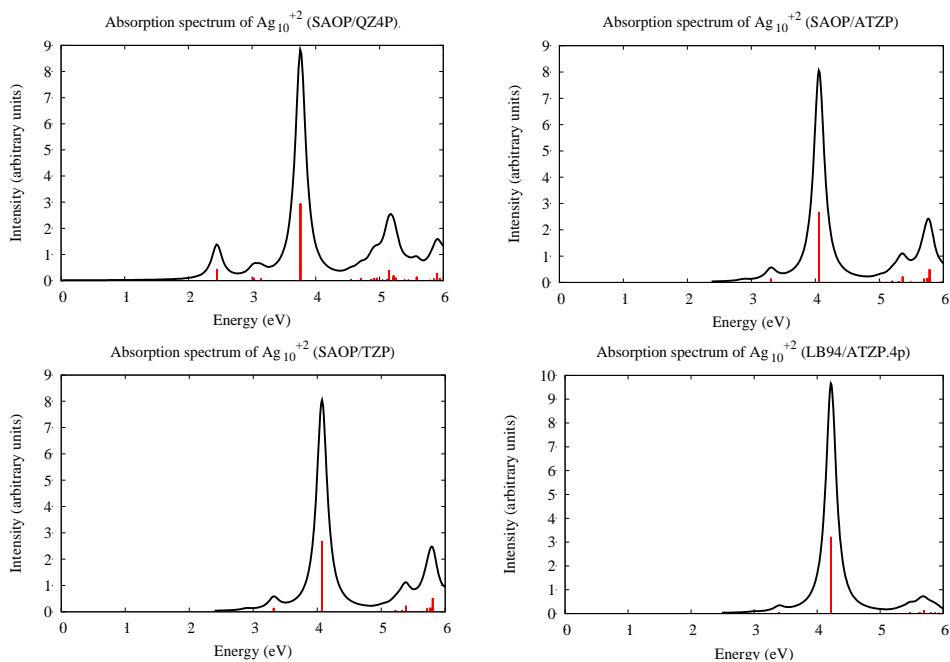 Absorption spectrum of Ag₁₀⁺² (SAOP/QZ4P).
9
8
7
6
5
4
3
2
1
0
Intensity (arbitrary units)
0 1 2 3 4 5 6
Energy (eV)
Absorption spectrum of Ag₁₀⁺² (SAOP/ATZP)
9
8
7
6
5
4
3
2
1
0
Intensity (arbitrary units)
0 1 2 3 4 5 6
Energy (eV)
Absorption spectrum of Ag₁₀⁺² (SAOP/TZP)
9
8
7
6
5
4
3
2
1
0
Intensity (arbitrary units)
0 1 2 3 4 5 6
Energy (eV)
Absorption spectrum of Ag₁₀⁺² (LB94/ATZP.4p)
10
9
8
7
6
5
4
3
2
1
0
Intensity (arbitrary units)
0 1 2 3 4 5 6
Energy (eV)